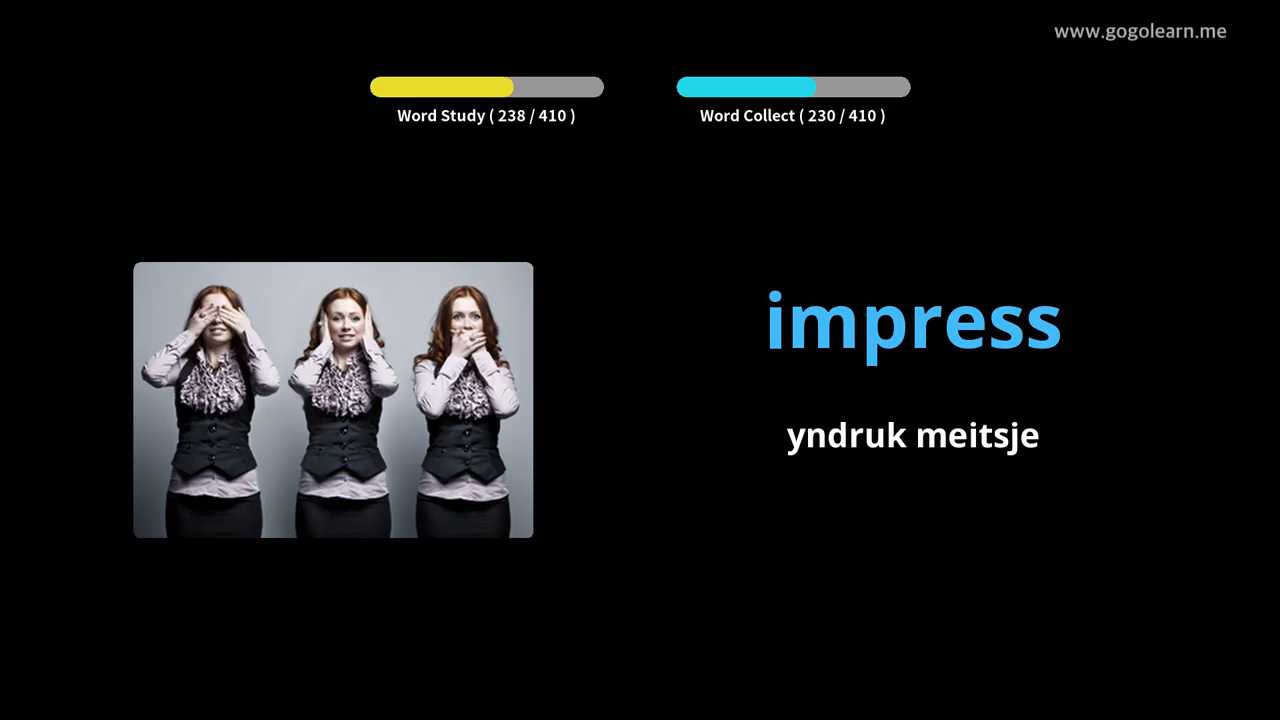 www.gogolearn.me
Word Study ( 238 / 410 )
Word Collect ( 230 / 410 )
impress
yndruk meitsje